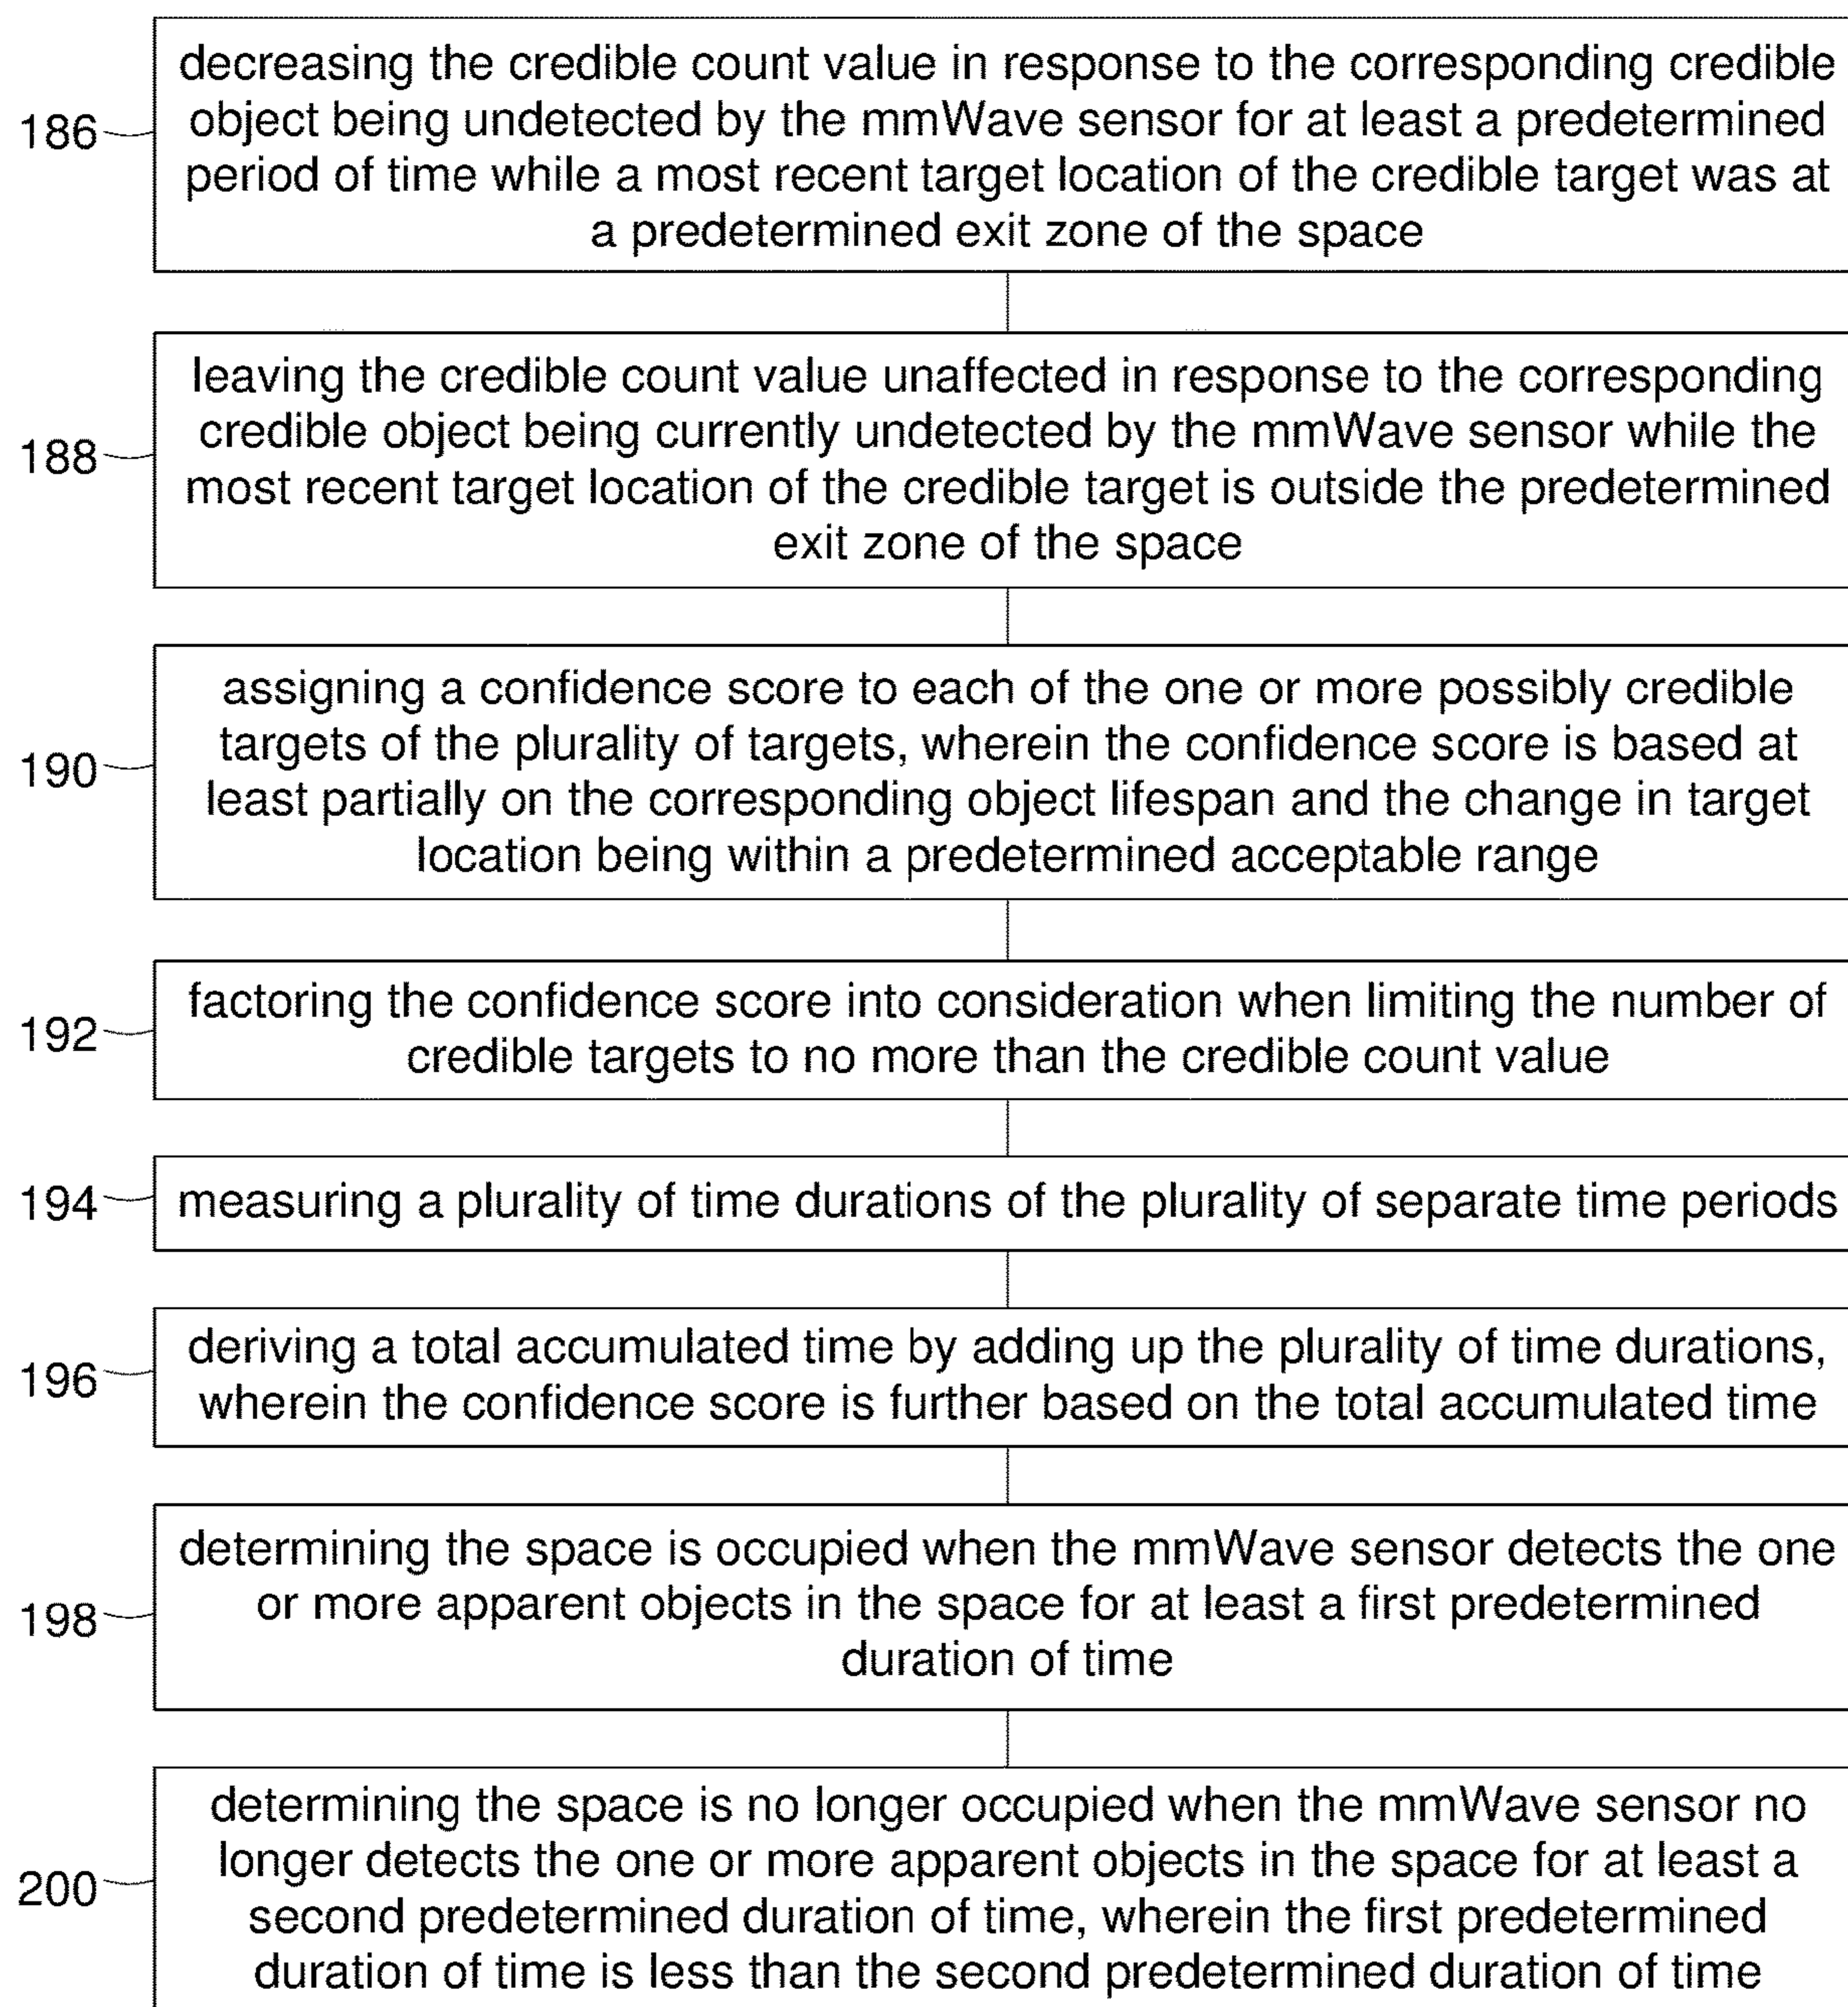 186
decreasing the credible count value in response to the corresponding credible
object being undetected by the mmWave sensor for at least a predetermined
period of time while a most recent target location of the credible target was at
a predetermined exit zone of the space
188
leaving the credible count value unaffected in response to the corresponding
credible object being currently undetected by the mmWave sensor while the
most recent target location of the credible target is outside the predetermined
exit zone of the space
190
assigning a confidence score to each of the one or more possibly credible
targets of the plurality of targets, wherein the confidence score is based at
least partially on the corresponding object lifespan and the change in target
location being within a predetermined acceptable range
192
factoring the confidence score into consideration when limiting the number of
credible targets to no more than the credible count value
194
measuring a plurality of time durations of the plurality of separate time periods
196
deriving a total accumulated time by adding up the plurality of time durations,
wherein the confidence score is further based on the total accumulated time
198
determining the space is occupied when the mmWave sensor detects the one
or more apparent objects in the space for at least a first predetermined
duration of time
200
determining the space is no longer occupied when the mmWave sensor no
longer detects the one or more apparent objects in the space for at least a
second predetermined duration of time, wherein the first predetermined
duration of time is less than the second predetermined duration of time